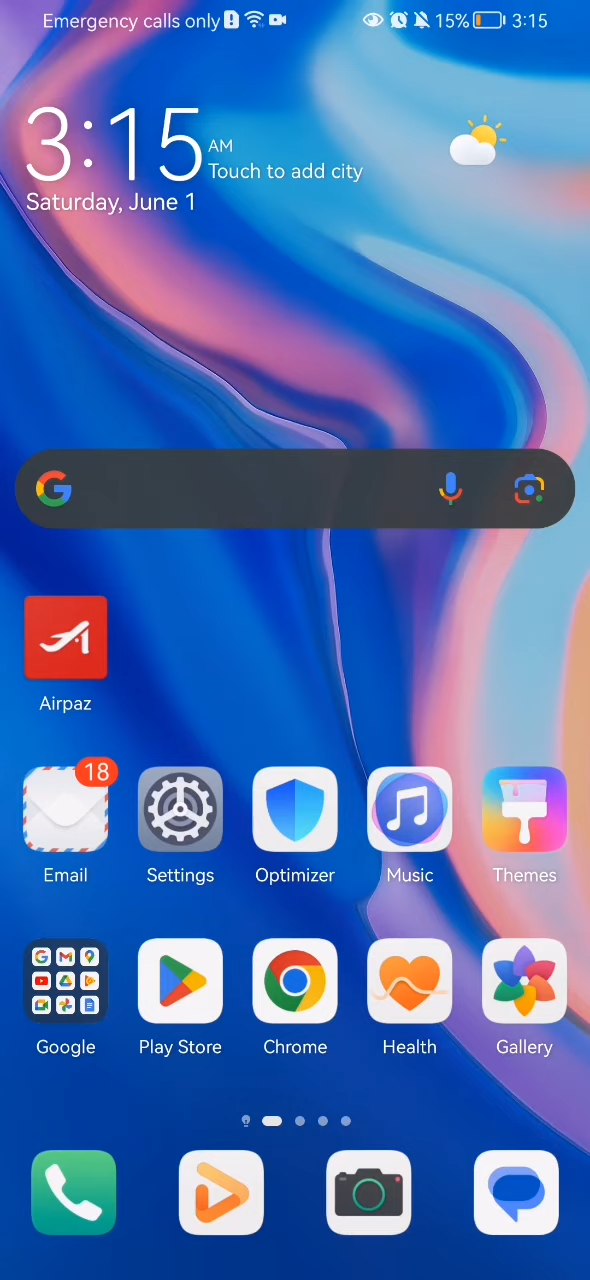 Emergency calls only 15% 3:15
3:15 AM
Touch to add city
Saturday, June 1
Airpaz
18
Email Settings Optimizer Music Themes
Google Play Store Chrome Health Gallery